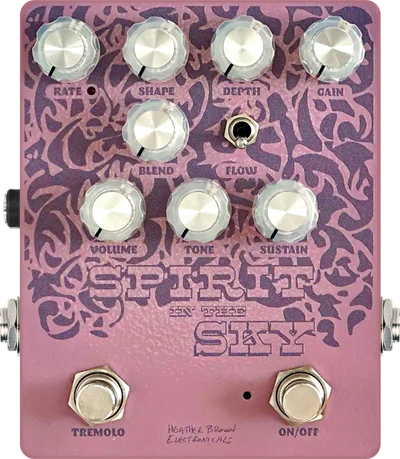 RATE SHAPE DEPTH GAIN
BLEND FLOW
VOLUME TONE SUSTAIN
SPIRIT
IN THE
SKY
TREMOLO ON/OFF
HEATHER BROWN
ELECTRONICALS